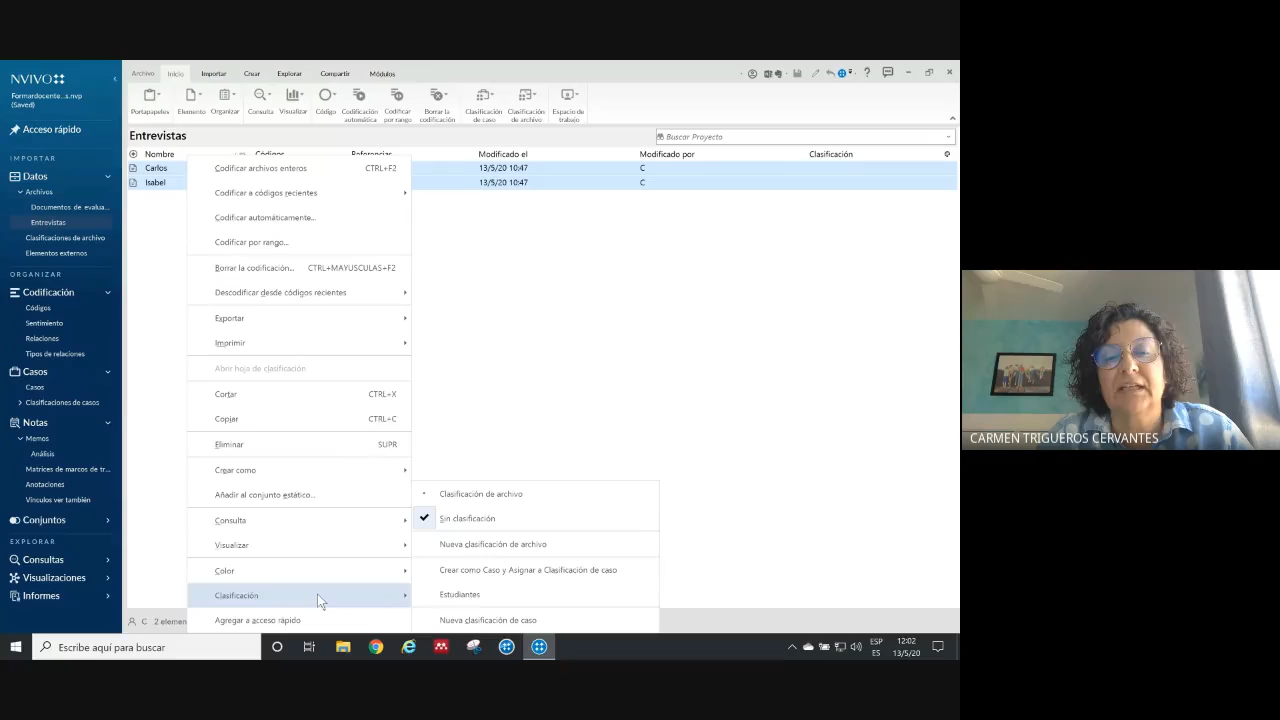 NVIVO
Formardocente...s.nvp
(Saved)
Acceso rápido
IMPORTAR
Datos
Archivos
Documentos de evalua...
Entrevistas
Clasificaciones de archivo
Elementos externos
ORGANIZAR
Codificación
Códigos
Sentimiento
Relaciones
Tipos de relaciones
Casos
Casos
Clasificaciones de casos
Notas
Memos
Análisis
Matrices de marcos de tr...
Anotaciones
Vínculos ver también
Conjuntos
EXPLORAR
Consultas
Visualizaciones
Informes
Archivo Inicio Importar Crear Explorar Compartir Módulos
Portapapeles Elemento Organizar Consulta Visualizar Código Codificación automática Codificar por rango Borrar la codificación Clasificación de caso Clasificación de archivo Espacio de trabajo
Entrevistas
Buscar Proyecto
Nombre Códigos Referencias Modificado el Modificado por Clasificación
Carlos 13/5/20 10:47 C
Isabel 13/5/20 10:47 C
Codificar archivos enteros CTRL+F2
Codificar a códigos recientes
Codificar automáticamente...
Codificar por rango...
Borrar la codificación... CTRL+MAYUSCULAS+F2
Descodificar desde códigos recientes
Exportar
Imprimir
Abrir hoja de clasificación
Cortar CTRL+X
Copiar CTRL+C
Eliminar SUPR
Crear como
Añadir al conjunto estático...
Consulta
Visualizar
Color
Clasificación
Agregar a acceso rápido
Clasificación de archivo
Sin clasificación
Nueva clasificación de archivo
Crear como Caso y Asignar a Clasificación de caso
Estudiantes
Nueva clasificación de caso
C 2 elemen
Escribe aquí para buscar
ESP
ES
12:02
13/5/20
CARMEN TRIGUEROS CERVANTES